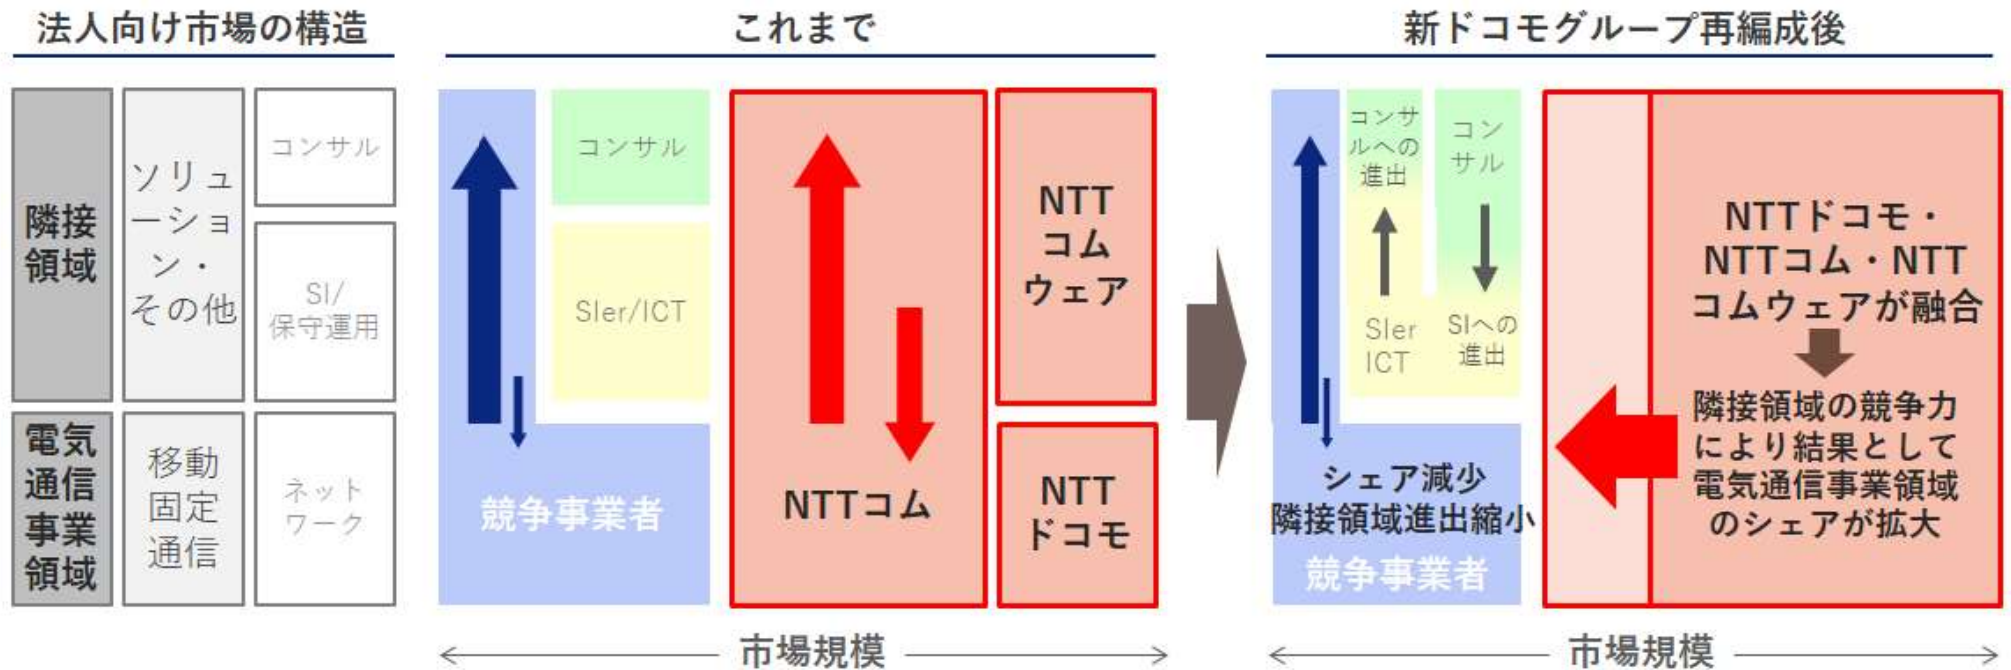 法人向け市場の構造
隣接
領域
ソリュ
ーショ
ン・
その他
コンサル
SI/
保守運用
電気
通信
事業
領域
移動
固定
通信
ネット
ワーク
これまで
コンサル
SIer/ICT
競争事業者
NTTコム
NTT
コム
ウェア
NTT
ドコモ
市場規模
新ドコモグループ再編成後
コンサ
ルへの
進出
SIer
ICT
コン
サル
SIへの
進出
シェア減少
隣接領域進出縮小
競争事業者
NTTドコモ・
NTTコム・NTT
コムウェアが融合
隣接領域の競争力
により結果として
電気通信事業領域
のシェアが拡大
市場規模